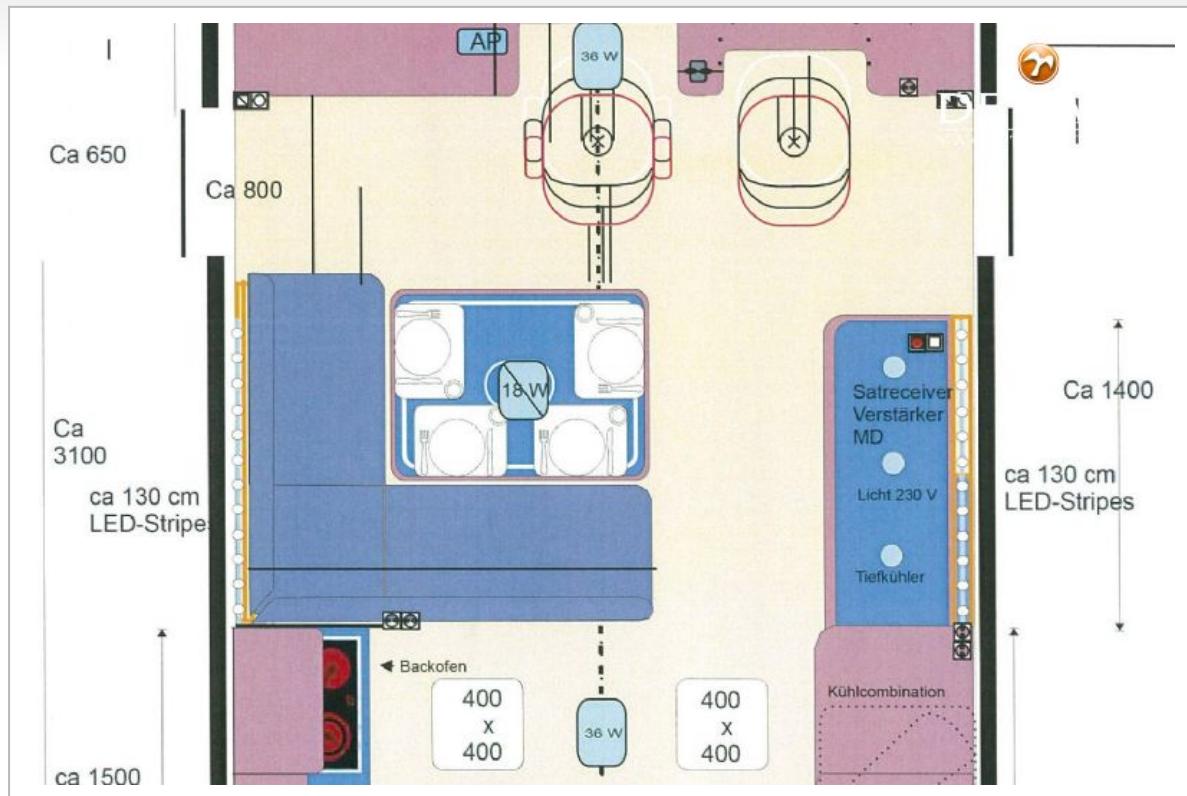 AP
36 W
Ca 650
Ca 800
18 W
Satreceiver
Verstärker
MD
Ca 1400
Ca
3100
ca 130 cm
LED-Stripes
Licht 230 V
ca 130 cm
LED-Stripes
Tiefkühler
Backofen
400
x
400
36 W
400
x
400
Kühlcombination
ca 1500